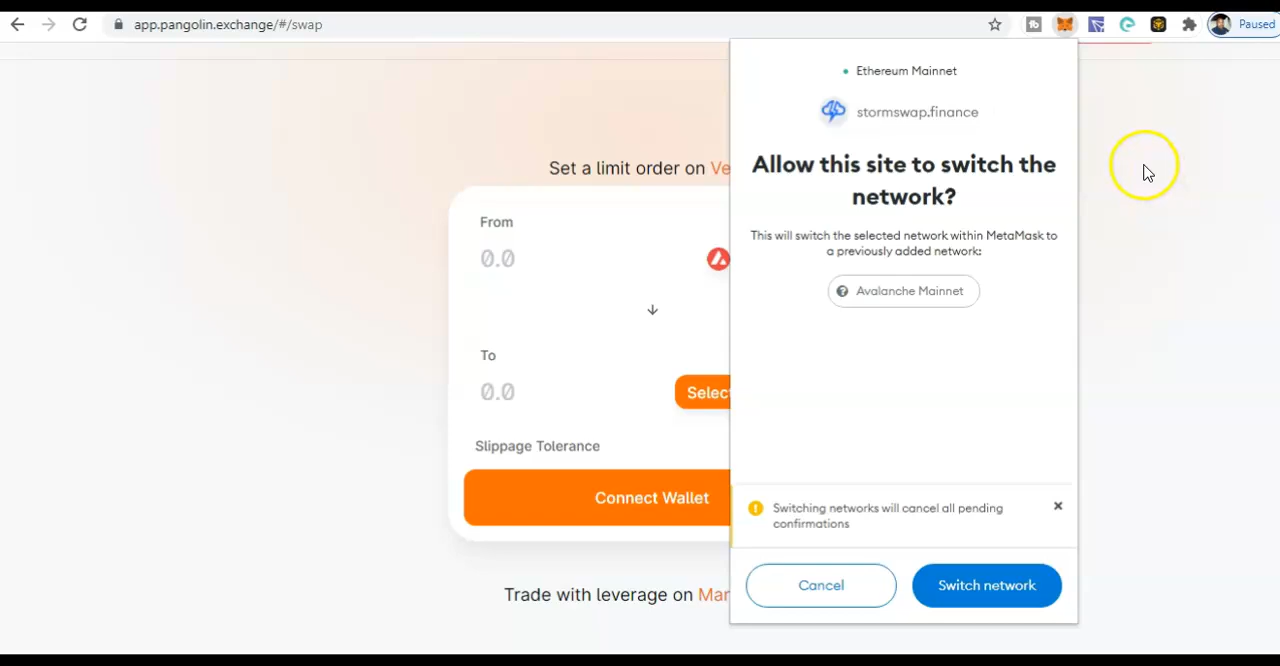 app.pangolin.exchange/#/swap
Paused
Set a limit order on Ve
From
0.0
To
0.0
Select
Slippage Tolerance
Connect Wallet
Trade with leverage on Mar
Ethereum Mainnet
stormswap.finance
Allow this site to switch the
network?
This will switch the selected network within MetaMask to
a previously added network:
Avalanche Mainnet
Switching networks will cancel all pending
confirmations
Cancel
Switch network